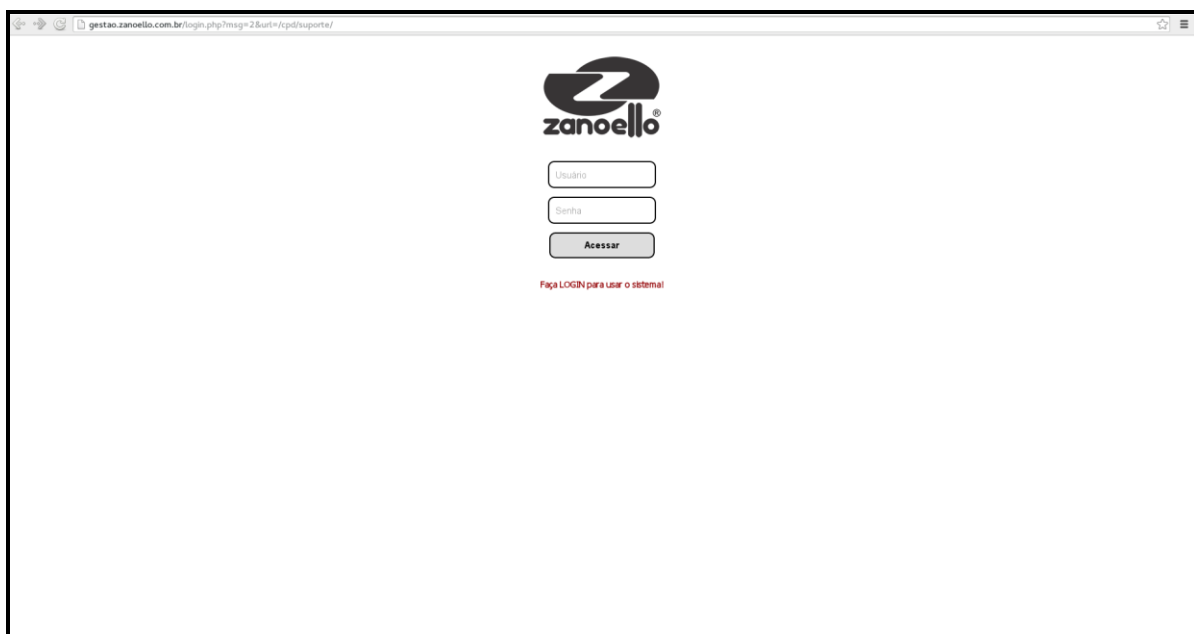 gestao.zanoello.com.br/login.php?msg=2&url=/cpd/suporte/
zanoello®
Usuário
Senha
Acessar
Faça LOGIN para usar o sistema!